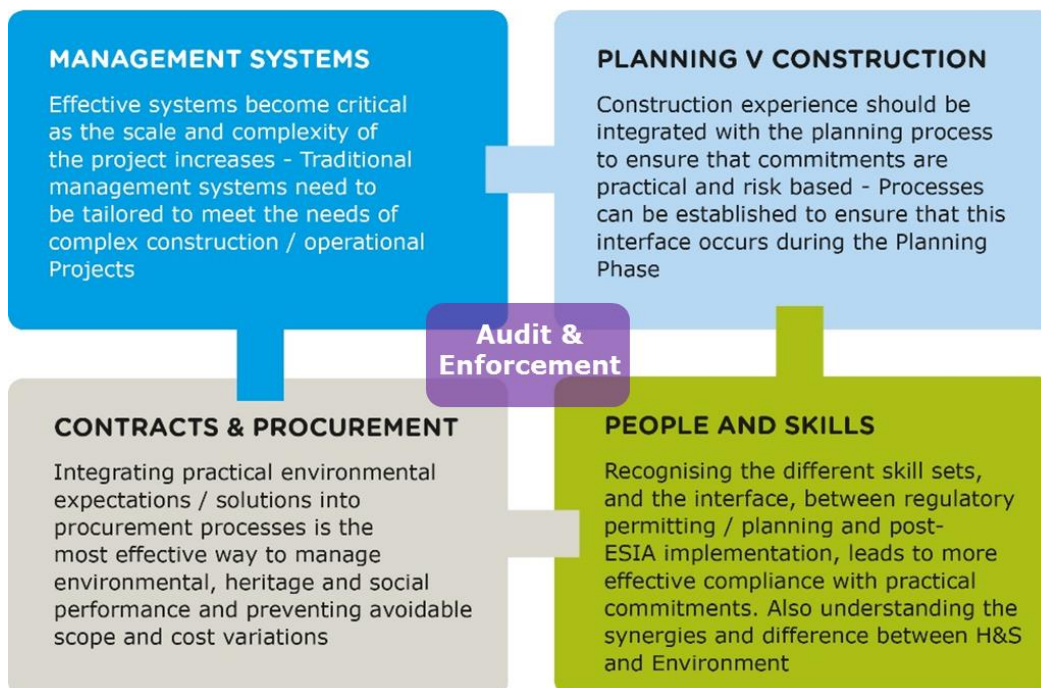 MANAGEMENT SYSTEMS
Effective systems become critical
as the scale and complexity of
the project increases - Traditional
management systems need to
be tailored to meet the needs of
complex construction / operational
Projects
PLANNING V CONSTRUCTION
Construction experience should be
integrated with the planning process
to ensure that commitments are
practical and risk based - Processes
can be established to ensure that this
interface occurs during the Planning
Phase
Audit &
Enforcement
CONTRACTS & PROCUREMENT
Integrating practical environmental
expectations / solutions into
procurement processes is the
most effective way to manage
environmental, heritage and social
performance and preventing avoidable
scope and cost variations
PEOPLE AND SKILLS
Recognising the different skill sets,
and the interface, between regulatory
permitting / planning and post-
ESIA implementation, leads to more
effective compliance with practical
commitments. Also understanding the
synergies and difference between H&S
and Environment